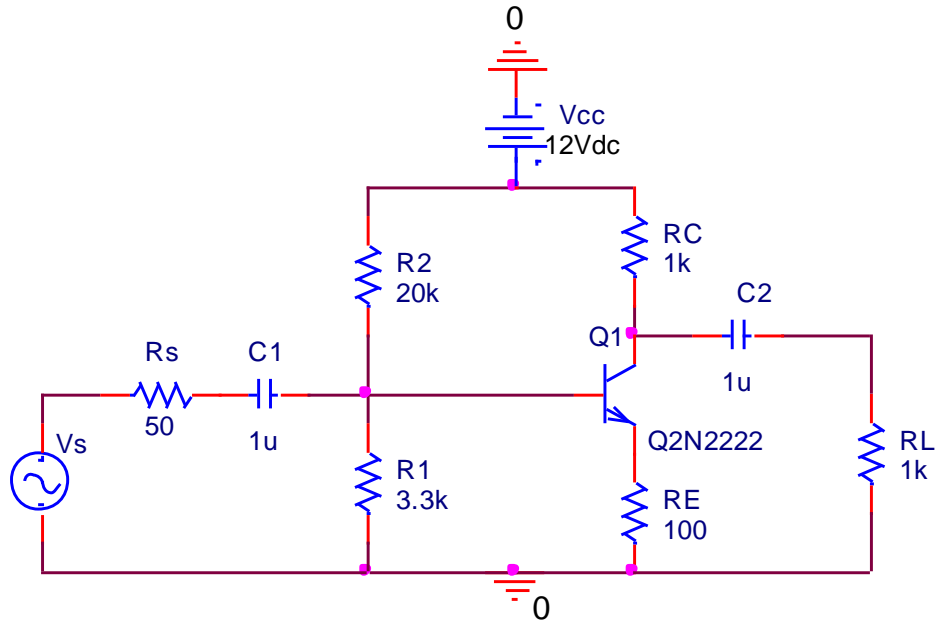 0
Vcc
12Vdc
R2
20k
RC
1k
C2
1u
Q1
Q2N2222
Rs
50
C1
1u
Vs
R1
3.3k
RE
100
RL
1k
0